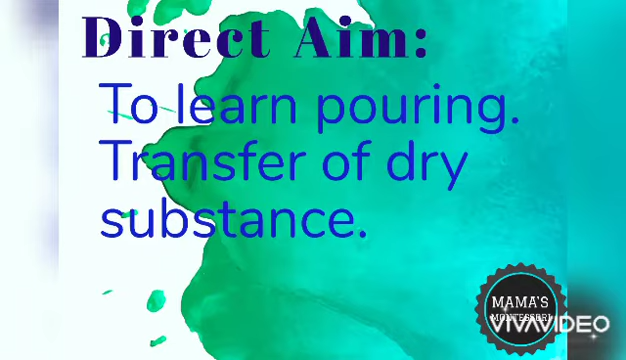 Direct Aim:
To learn pouring.
Transfer of dry
substance.
MAMA'S
MONTESSORI
VIVAVIDEO